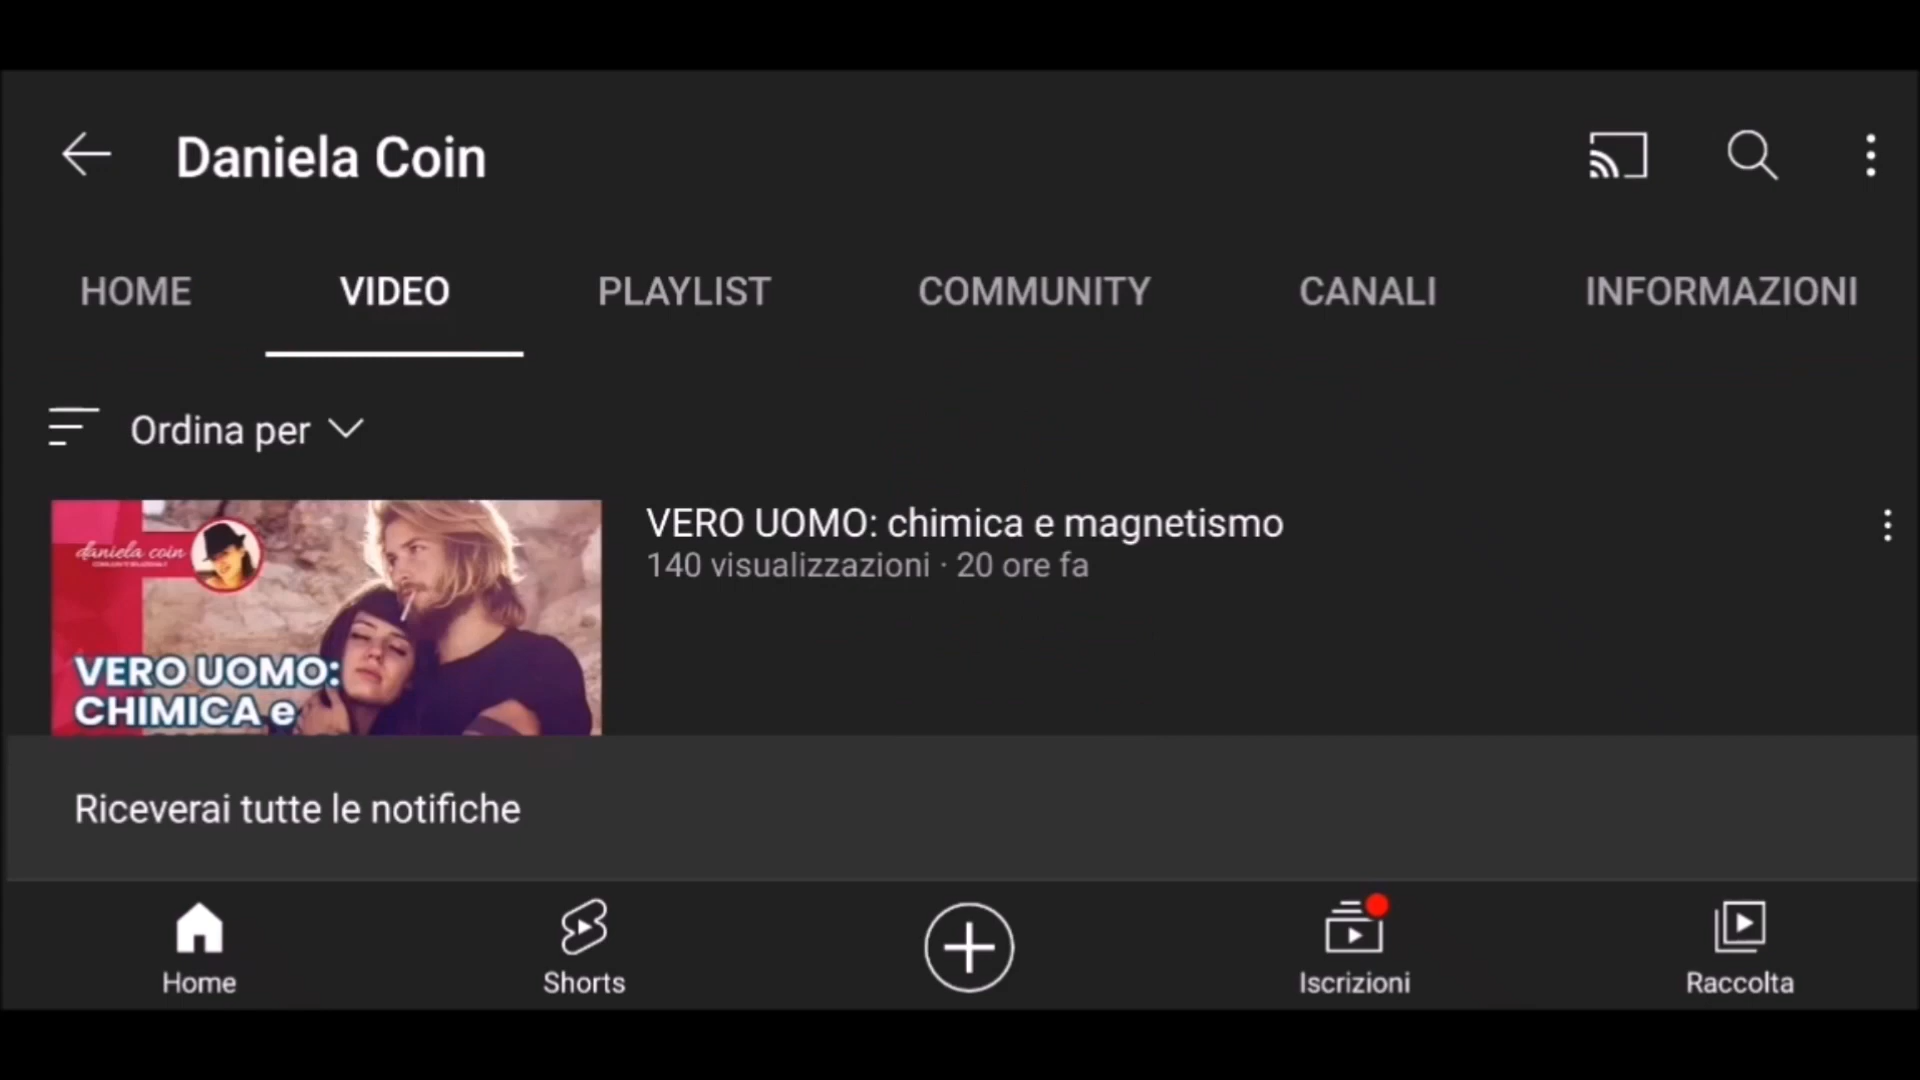 Daniela Coin
HOME
VIDEO
PLAYLIST
COMMUNITY
CANALI
INFORMAZIONI
Ordina per
daniela coin
VERO UOMO:
CHIMICA e
VERO UOMO: chimica e magnetismo
140 visualizzazioni · 20 ore fa
Riceverai tutte le notifiche
Home
Shorts
Iscrizioni
Raccolta